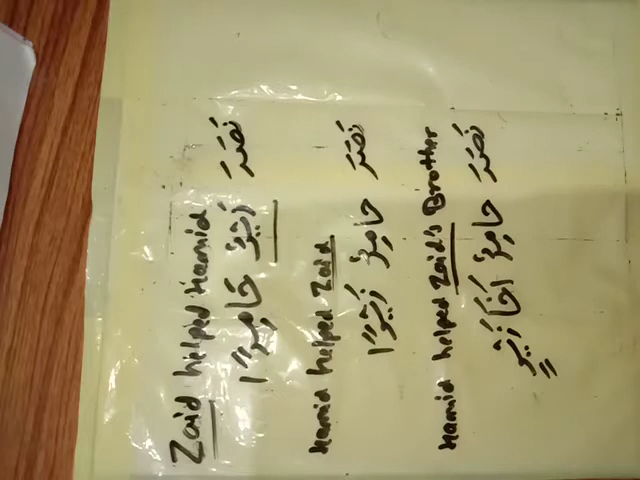 Zaid helped Hamid
نَصَرَ زَيْدٌ حَامِدًا
Hamid helped Zaid
نَصَرَ حَامِدٌ زَيْدًا
Hamid helped Zaid's Brother
نَصَرَ حَامِدٌ أَخَا زَيْدٍ